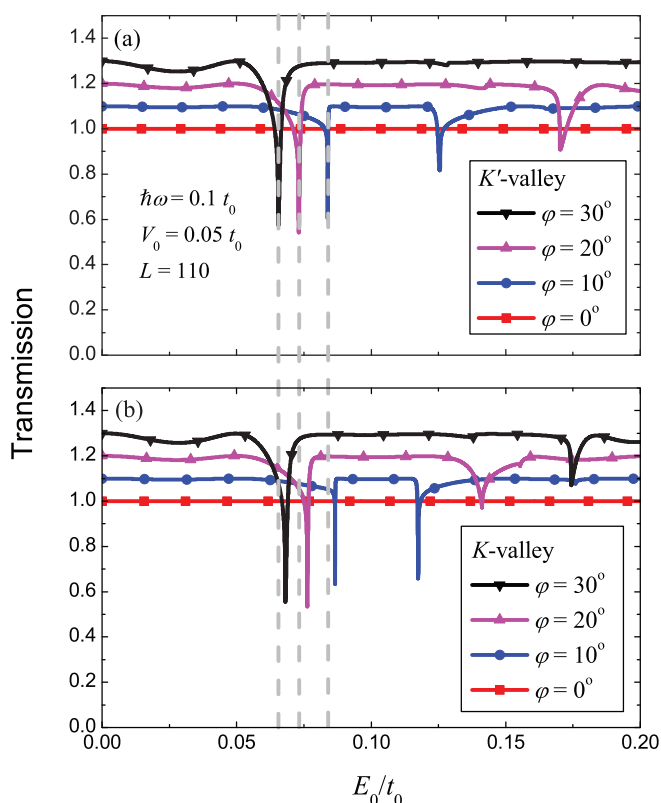 (a)
1.4
1.2
1.0
0.8
0.6
0.4
0.2
0.0
ħω = 0.1 t₀
V₀ = 0.05 t₀
L = 110
K′-valley
φ = 30°
φ = 20°
φ = 10°
φ = 0°
Transmission
(b)
1.4
1.2
1.0
0.8
0.6
0.4
0.2
0.0
K-valley
φ = 30°
φ = 20°
φ = 10°
φ = 0°
0.00 0.05 0.10 0.15 0.20
E₀/t₀